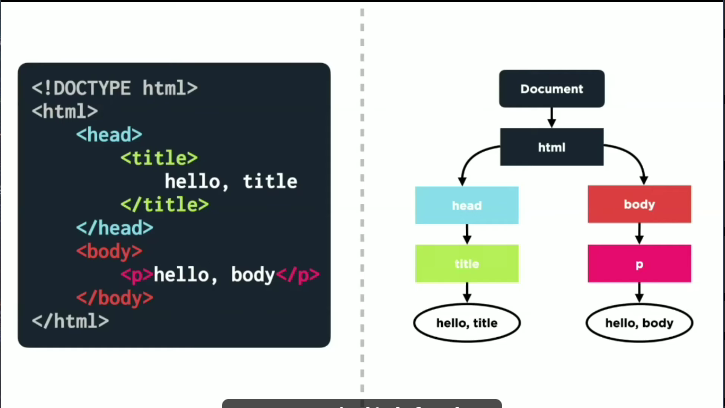 <!DOCTYPE html>
<html>
<head>
<title>
hello, title
</title>
</head>
<body>
<p>hello, body</p>
</body>
</html>
Document
html
head
body
title
p
hello, title
hello, body